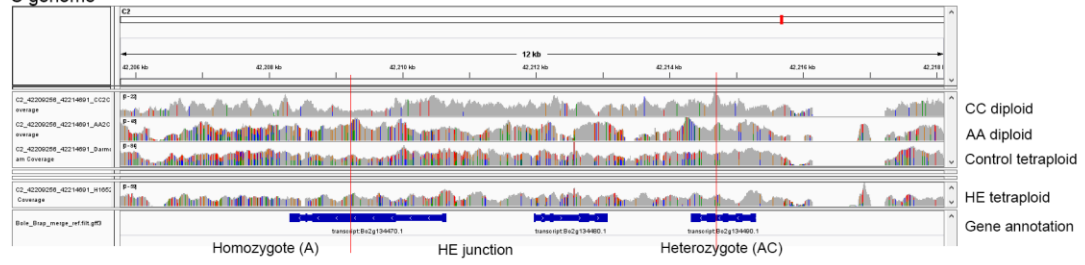 C2
12 kb
42,206 kb 42,208 kb 42,210 kb 42,212 kb 42,214 kb 42,216 kb
C2_42209256_42214691_CC2C
overage
CC diploid
C2_42209256_42214691_AA2C
overage
AA diploid
C2_42209256_42214691_Darm
am Coverage
Control tetraploid
Coverage
HE tetraploid
Bole_Brap_merge_ref.filt.gff3
Gene annotation
transcript:Bo2g134470.1 transcript:Bo2g134480.1 transcript:Bo2g134490.1
Homozygote (A) HE junction Heterozygote (AC)